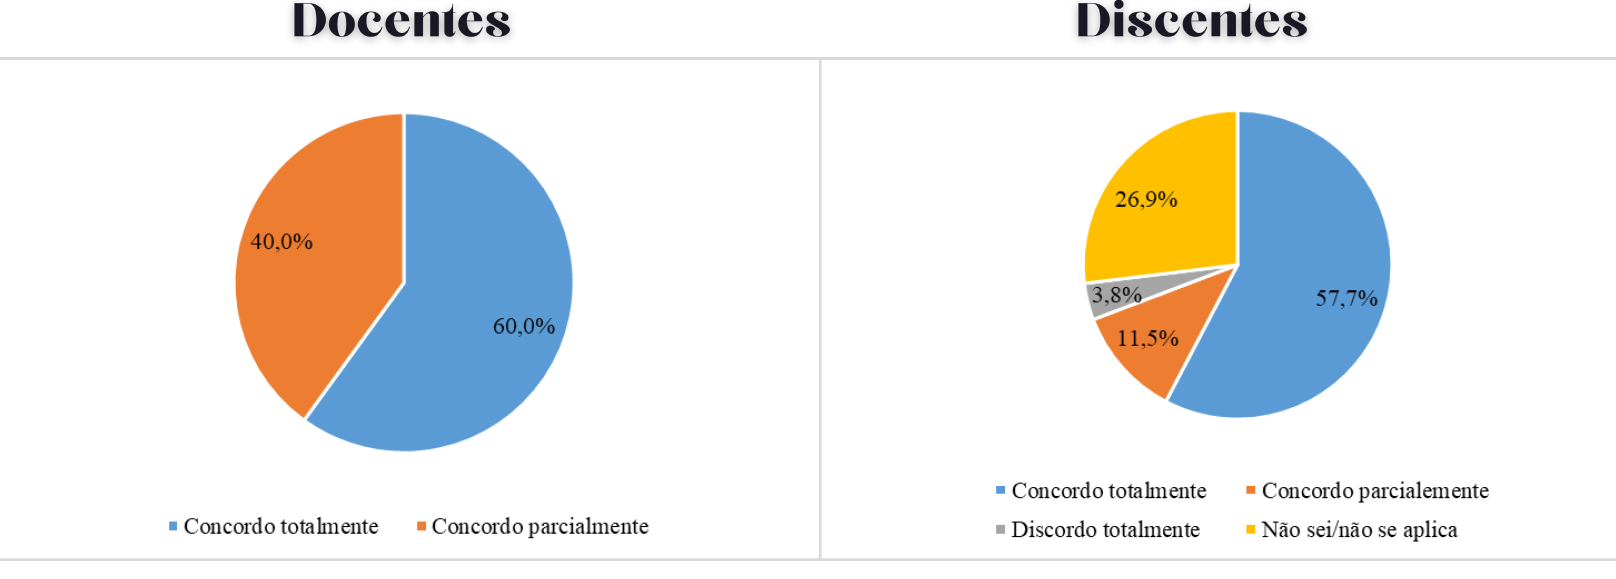 Docentes
Discentes
40,0%
60,0%
Concordo totalmente
Concordo parcialmente
26,9%
3,8%
57,7%
11,5%
Concordo totalmente
Concordo parcialemente
Discordo totalmente
Não sei/não se aplica